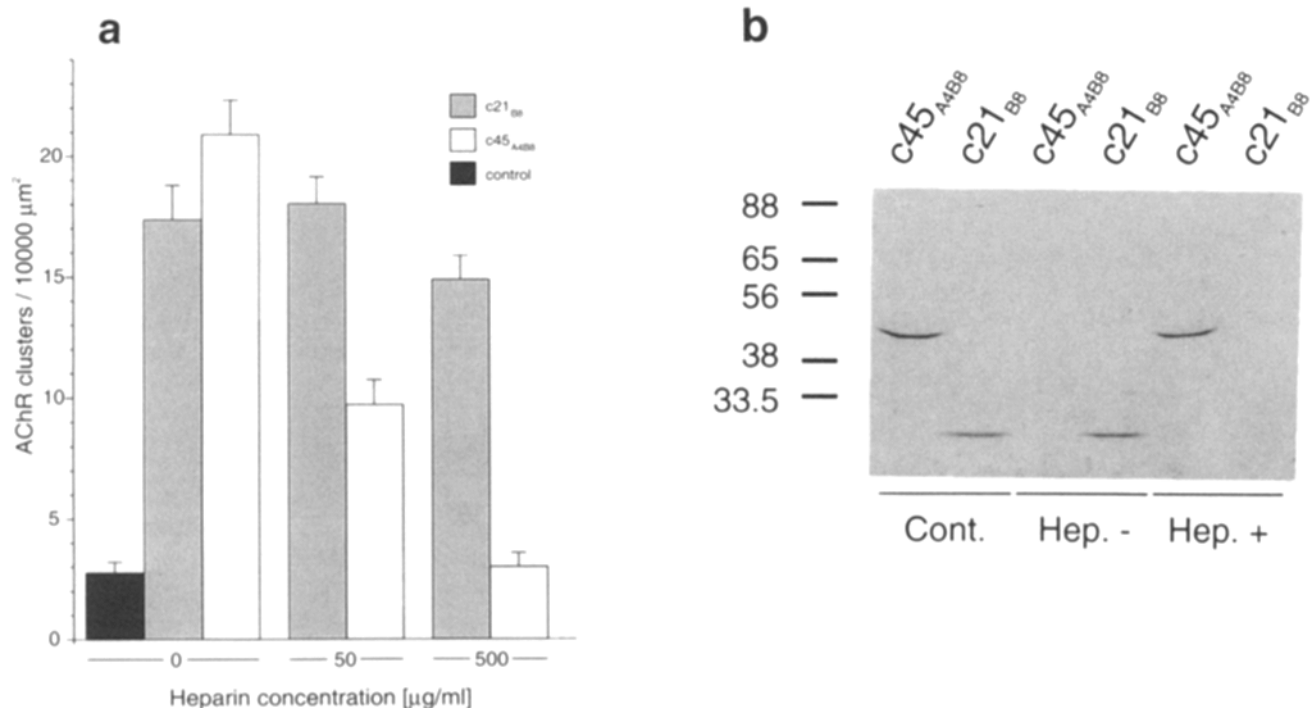 a
20
15
10
5
0
AChR clusters / 10000 µm²
c21B8
c45A4B8
control
0
50
500
Heparin concentration [µg/ml]
b
c45A4B8
c21B8
c45A4B8
c21B8
c45A4B8
c21B8
88
65
56
38
33.5
Cont.
Hep. -
Hep. +